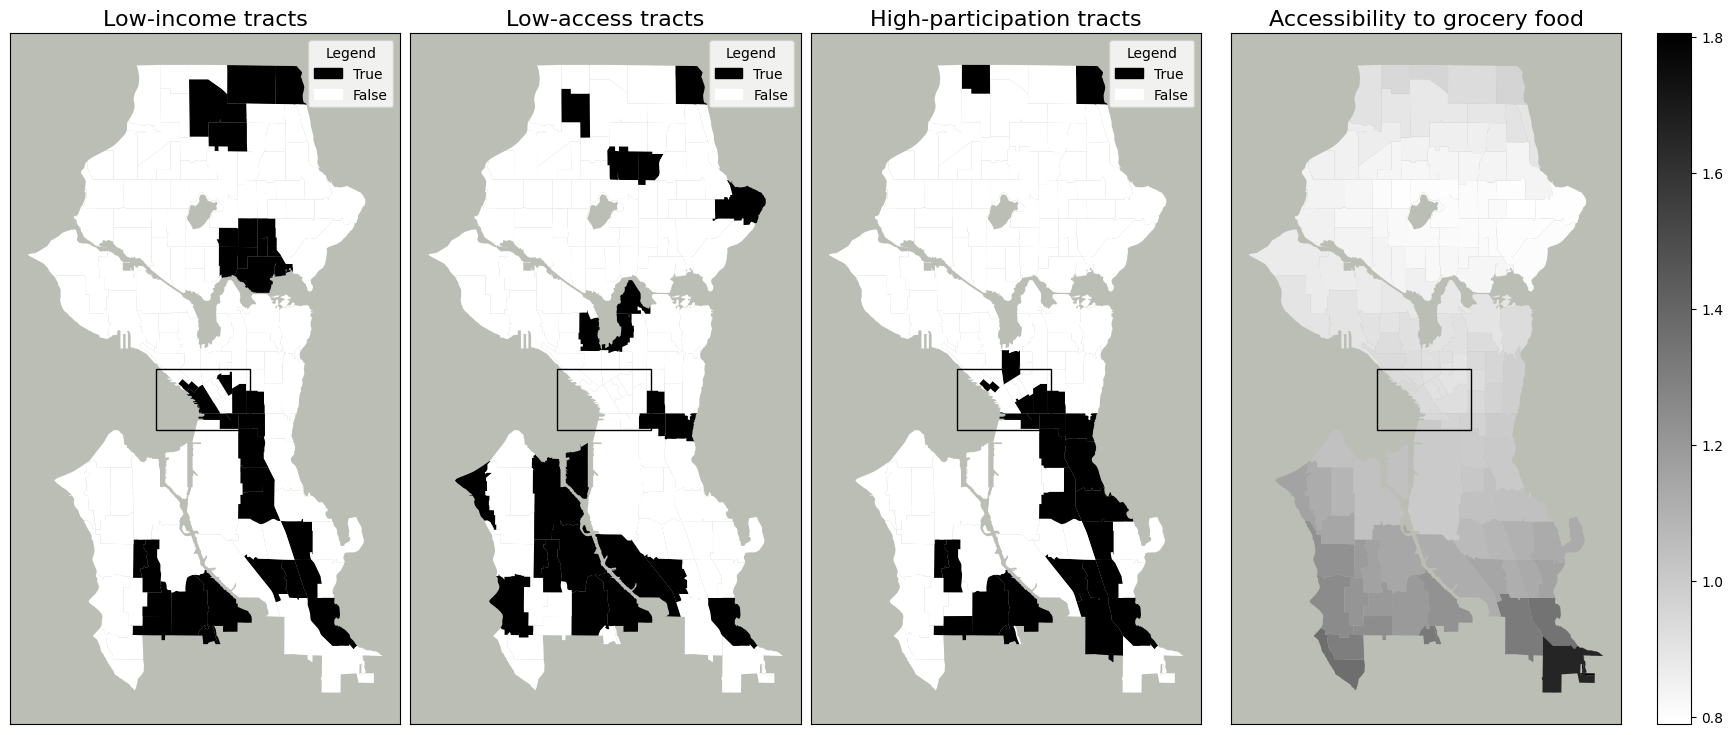 Low-income tracts
Legend
True
False
Low-access tracts
Legend
True
False
High-participation tracts
Legend
True
False
Accessibility to grocery food
1.8
1.6
1.4
1.2
1.0
0.8